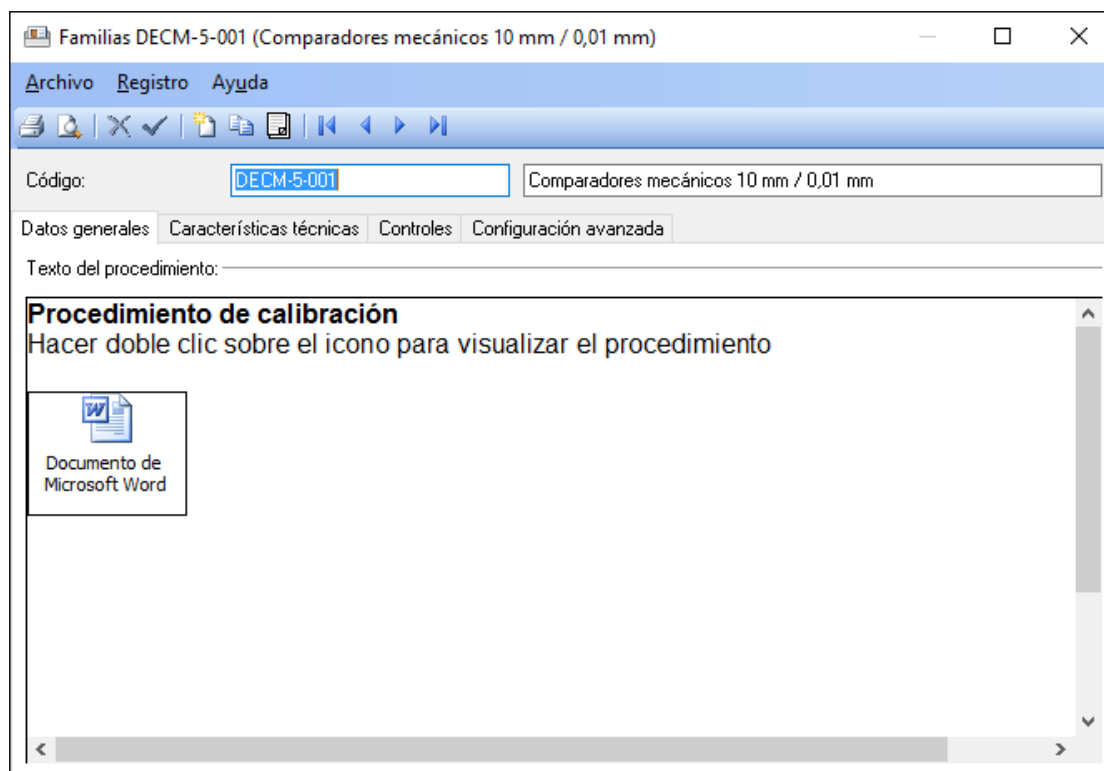 Familias DECM-5-001 (Comparadores mecánicos 10 mm / 0,01 mm)
Archivo Registro Ayuda
Código: DECM-5-001 Comparadores mecánicos 10 mm / 0,01 mm
Datos generales Características técnicas Controles Configuración avanzada
Texto del procedimiento:
Procedimiento de calibración
Hacer doble clic sobre el icono para visualizar el procedimiento
W
Documento de
Microsoft Word